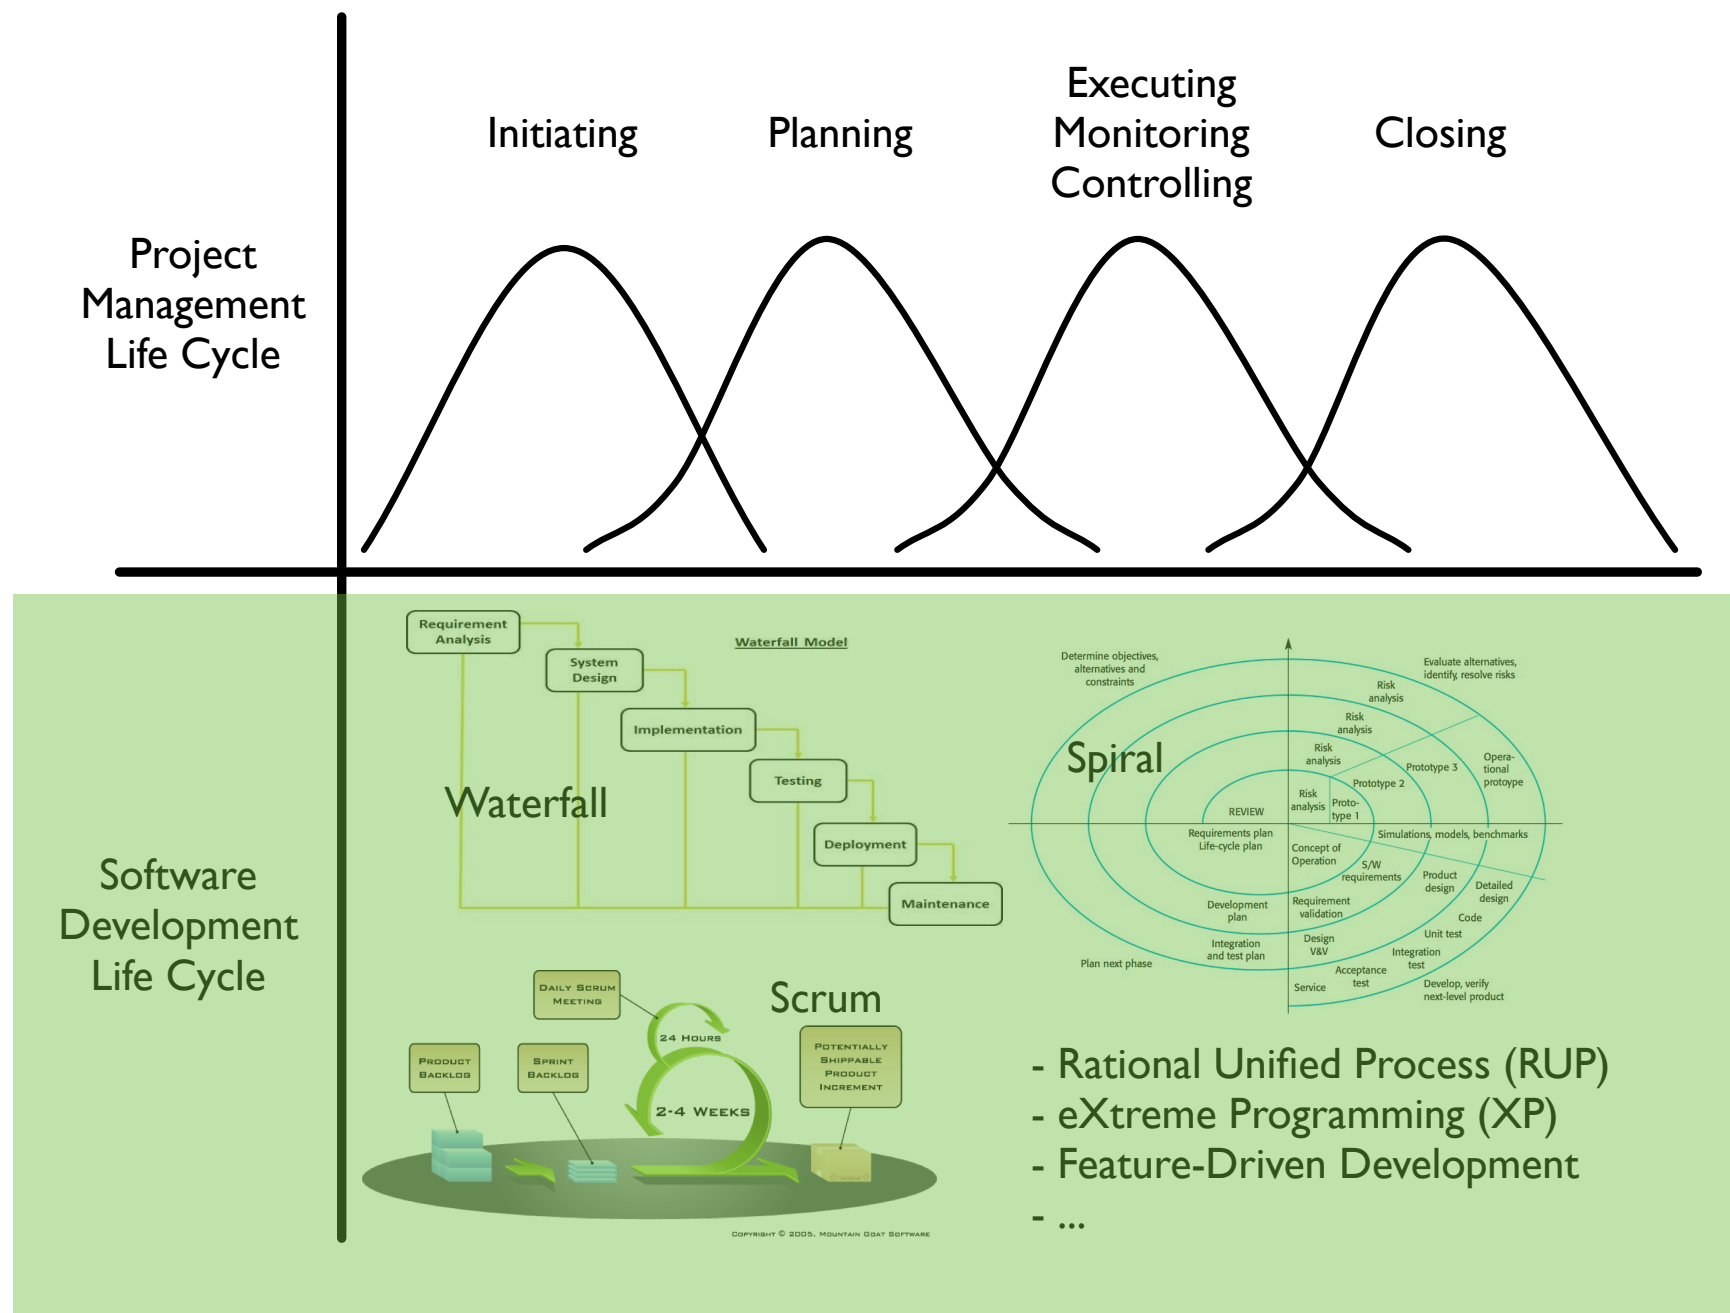 Initiating
Planning
Executing
Monitoring
Controlling
Closing
Project
Management
Life Cycle
Software
Development
Life Cycle
Waterfall Model
Requirement
Analysis
System
Design
Implementation
Testing
Deployment
Maintenance
Waterfall
Spiral
Determine objectives,
alternatives and
constraints
Evaluate alternatives,
identify, resolve risks
Risk
analysis
Risk
analysis
Risk
analysis
Risk
analysis
Proto-
type 1
Prototype 2
Prototype 3
Opera-
tional
protoype
REVIEW
Requirements plan
Life-cycle plan
Concept of
Operation
Simulations, models, benchmarks
S/W
requirements
Product
design
Detailed
design
Development
plan
Requirement
validation
Code
Unit test
Integration
and test plan
Design
V&V
Integration
test
Plan next phase
Acceptance
test
Service
Develop, verify
next-level product
Scrum
DAILY SCRUM
MEETING
24 HOURS
PRODUCT
BACKLOG
SPRINT
BACKLOG
2-4 WEEKS
POTENTIALLY
SHIPPABLE
PRODUCT
INCREMENT
COPYRIGHT © 2005, MOUNTAIN GOAT SOFTWARE
- Rational Unified Process (RUP)
- eXtreme Programming (XP)
- Feature-Driven Development
- ...